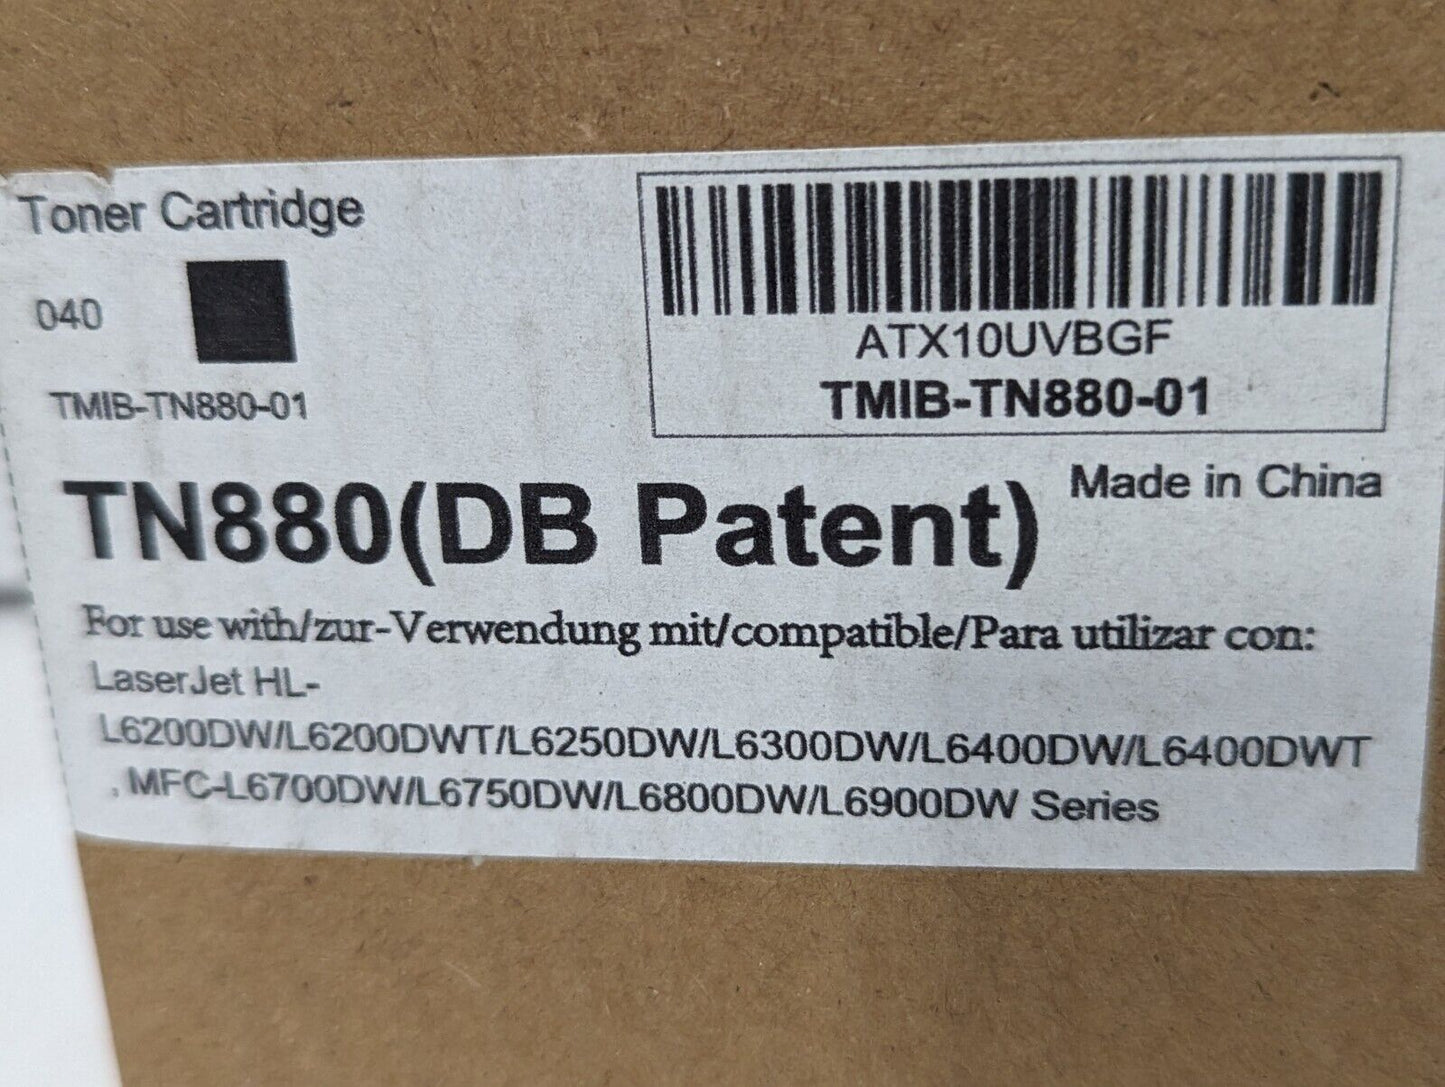 Toner Cartridge
040
TMIB-TN880-01
ATX10UVBGF
TMIB-TN880-01
TN880(DB Patent)
Made in China
For use with/zur-Verwendung mit/compatible/Para utilizar con:
LaserJet HL-
L6200DW/L6200DWT/L6250DW/L6300DW/L6400DW/L6400DWT
, MFC-L6700DW/L6750DW/L6800DW/L6900DW Series